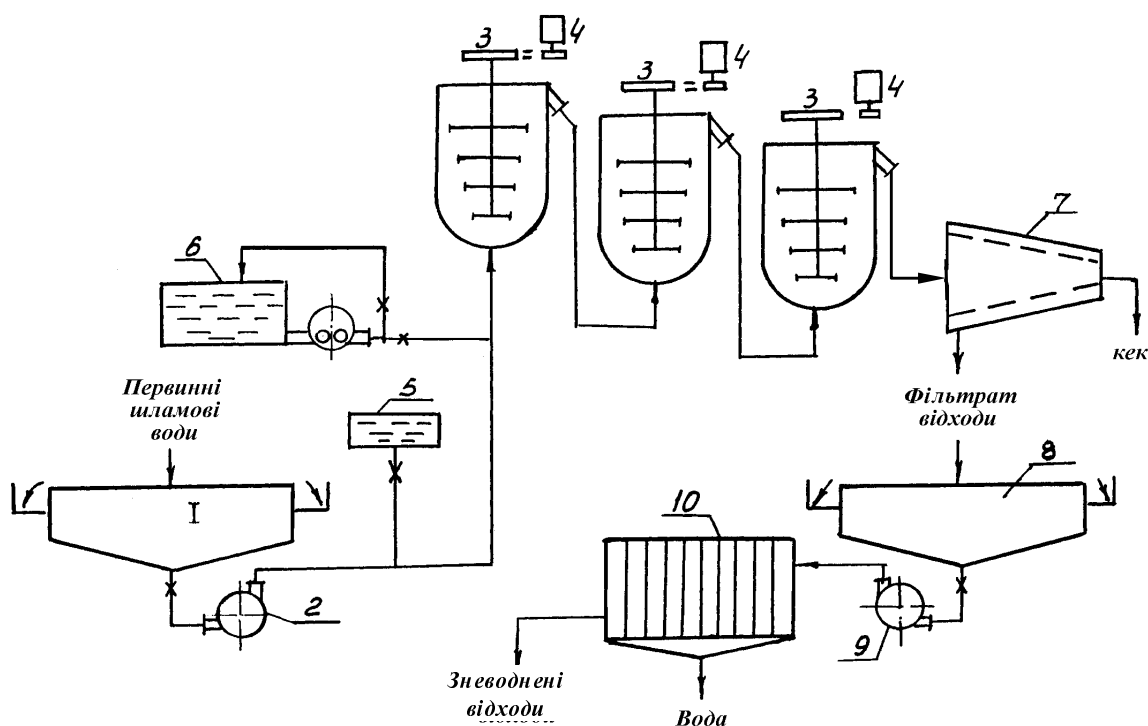 3
4
3
4
3
4
7
6
кек
Первинні
шламові
води
5
Фільтрат
відходи
8
I
10
2
9
Зневоднені
відходи
Вода